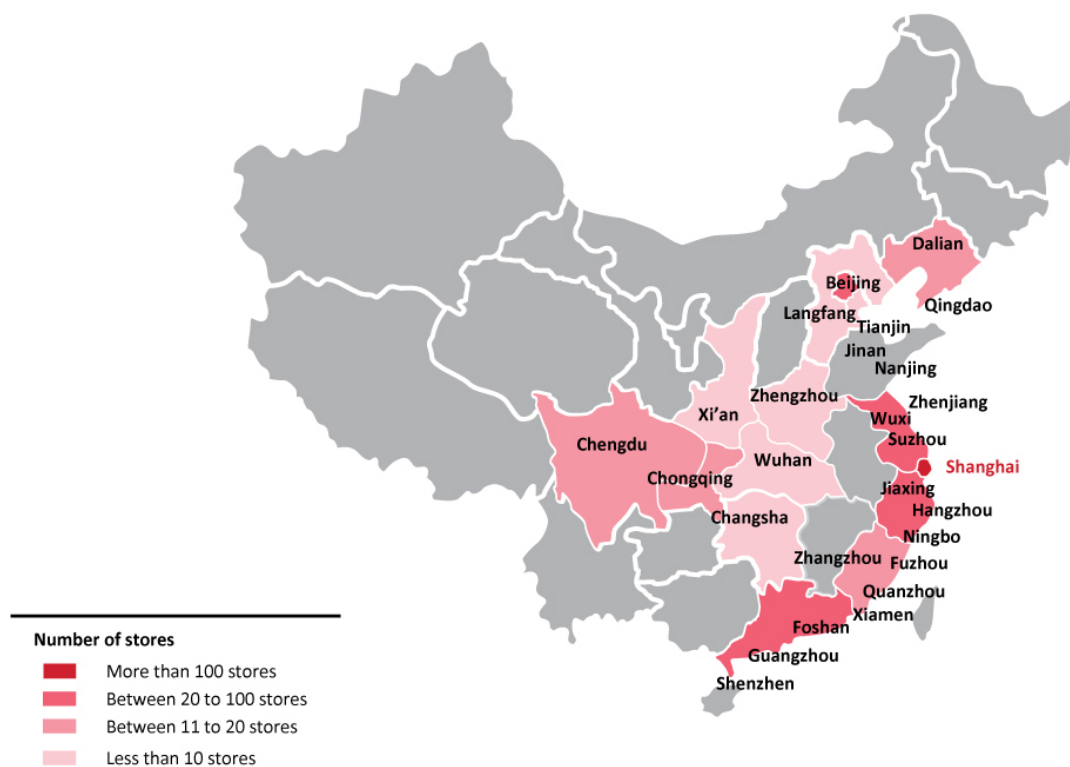 Dalian
Beijing
Qingdao
Langfang
Tianjin
Jinan
Nanjing
Zhengzhou
Zhenjiang
Xi'an
Wuxi
Suzhou
Chengdu
Wuhan
Shanghai
Chongqing
Jiaxing
Hangzhou
Changsha
Ningbo
Zhangzhou
Fuzhou
Quanzhou
Xiamen
Foshan
Guangzhou
Shenzhen
Number of stores
More than 100 stores
Between 20 to 100 stores
Between 11 to 20 stores
Less than 10 stores